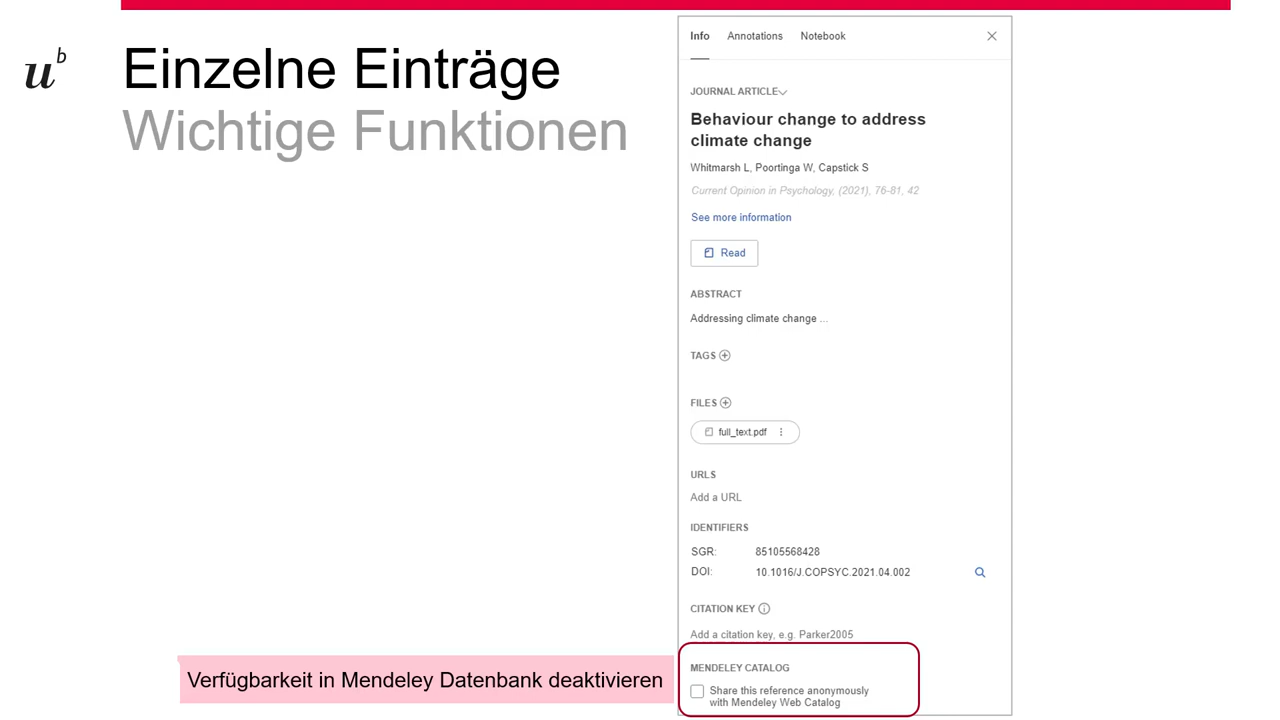 u b
Einzelne Einträge
Wichtige Funktionen
Info Annotations Notebook
JOURNAL ARTICLE
Behaviour change to address
climate change
Whitmarsh L, Poortinga W, Capstick S
Current Opinion in Psychology, (2021), 76-81, 42
See more information
Read
ABSTRACT
Addressing climate change ...
TAGS
FILES
full_text.pdf
URLS
Add a URL
IDENTIFIERS
SGR: 85105568428
DOI: 10.1016/J.COPSYC.2021.04.002
CITATION KEY
Add a citation key, e.g. Parker2005
Verfügbarkeit in Mendeley Datenbank deaktivieren
MENDELEY CATALOG
Share this reference anonymously
with Mendeley Web Catalog